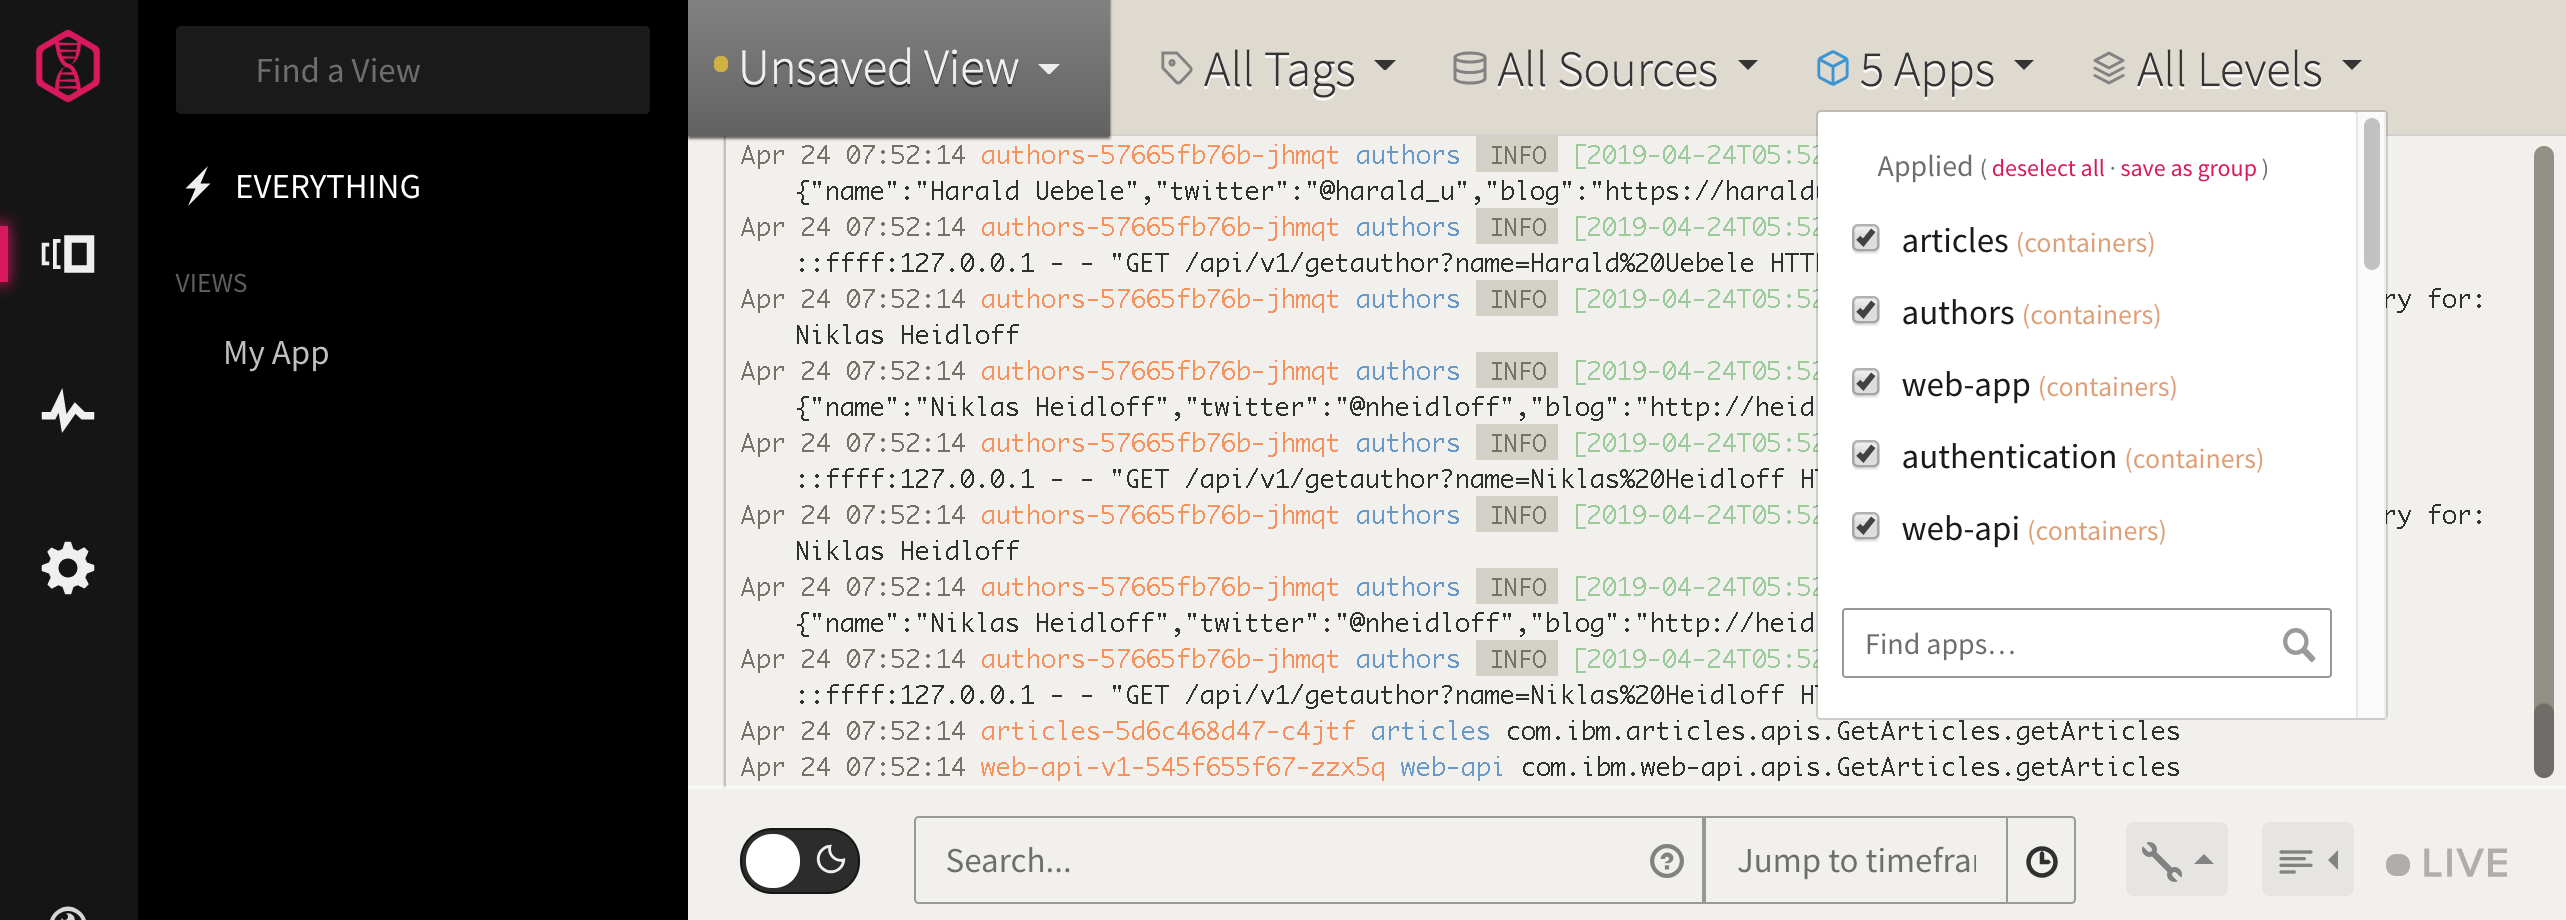 Find a View
EVERYTHING
VIEWS
My App
Unsaved View
All Tags
All Sources
5 Apps
All Levels
Apr 24 07:52:14 authors-57665fb76b-jhmqt authors INFO [2019-04-24T05:52
{"name":"Harald Uebele","twitter":"@harald_u","blog":"https://haraldu
Apr 24 07:52:14 authors-57665fb76b-jhmqt authors INFO [2019-04-24T05:52
::ffff:127.0.0.1 - - "GET /api/v1/getauthor?name=Harald%20Uebele HTT
Apr 24 07:52:14 authors-57665fb76b-jhmqt authors INFO [2019-04-24T05:52 ry for:
Niklas Heidloff
Apr 24 07:52:14 authors-57665fb76b-jhmqt authors INFO [2019-04-24T05:52
{"name":"Niklas Heidloff","twitter":"@nheidloff","blog":"http://heid
Apr 24 07:52:14 authors-57665fb76b-jhmqt authors INFO [2019-04-24T05:52
::ffff:127.0.0.1 - - "GET /api/v1/getauthor?name=Niklas%20Heidloff H
Apr 24 07:52:14 authors-57665fb76b-jhmqt authors INFO [2019-04-24T05:52 ry for:
Niklas Heidloff
Apr 24 07:52:14 authors-57665fb76b-jhmqt authors INFO [2019-04-24T05:52
{"name":"Niklas Heidloff","twitter":"@nheidloff","blog":"http://heid
Apr 24 07:52:14 authors-57665fb76b-jhmqt authors INFO [2019-04-24T05:52
::ffff:127.0.0.1 - - "GET /api/v1/getauthor?name=Niklas%20Heidloff H
Apr 24 07:52:14 articles-5d6c468d47-c4jtf articles com.ibm.articles.apis.GetArticles.getArticles
Apr 24 07:52:14 web-api-v1-545f655f67-zzx5q web-api com.ibm.web-api.apis.GetArticles.getArticles
Applied ( deselect all · save as group )
articles (containers)
authors (containers)
web-app (containers)
authentication (containers)
web-api (containers)
Find apps...
Search...
Jump to timefra
LIVE